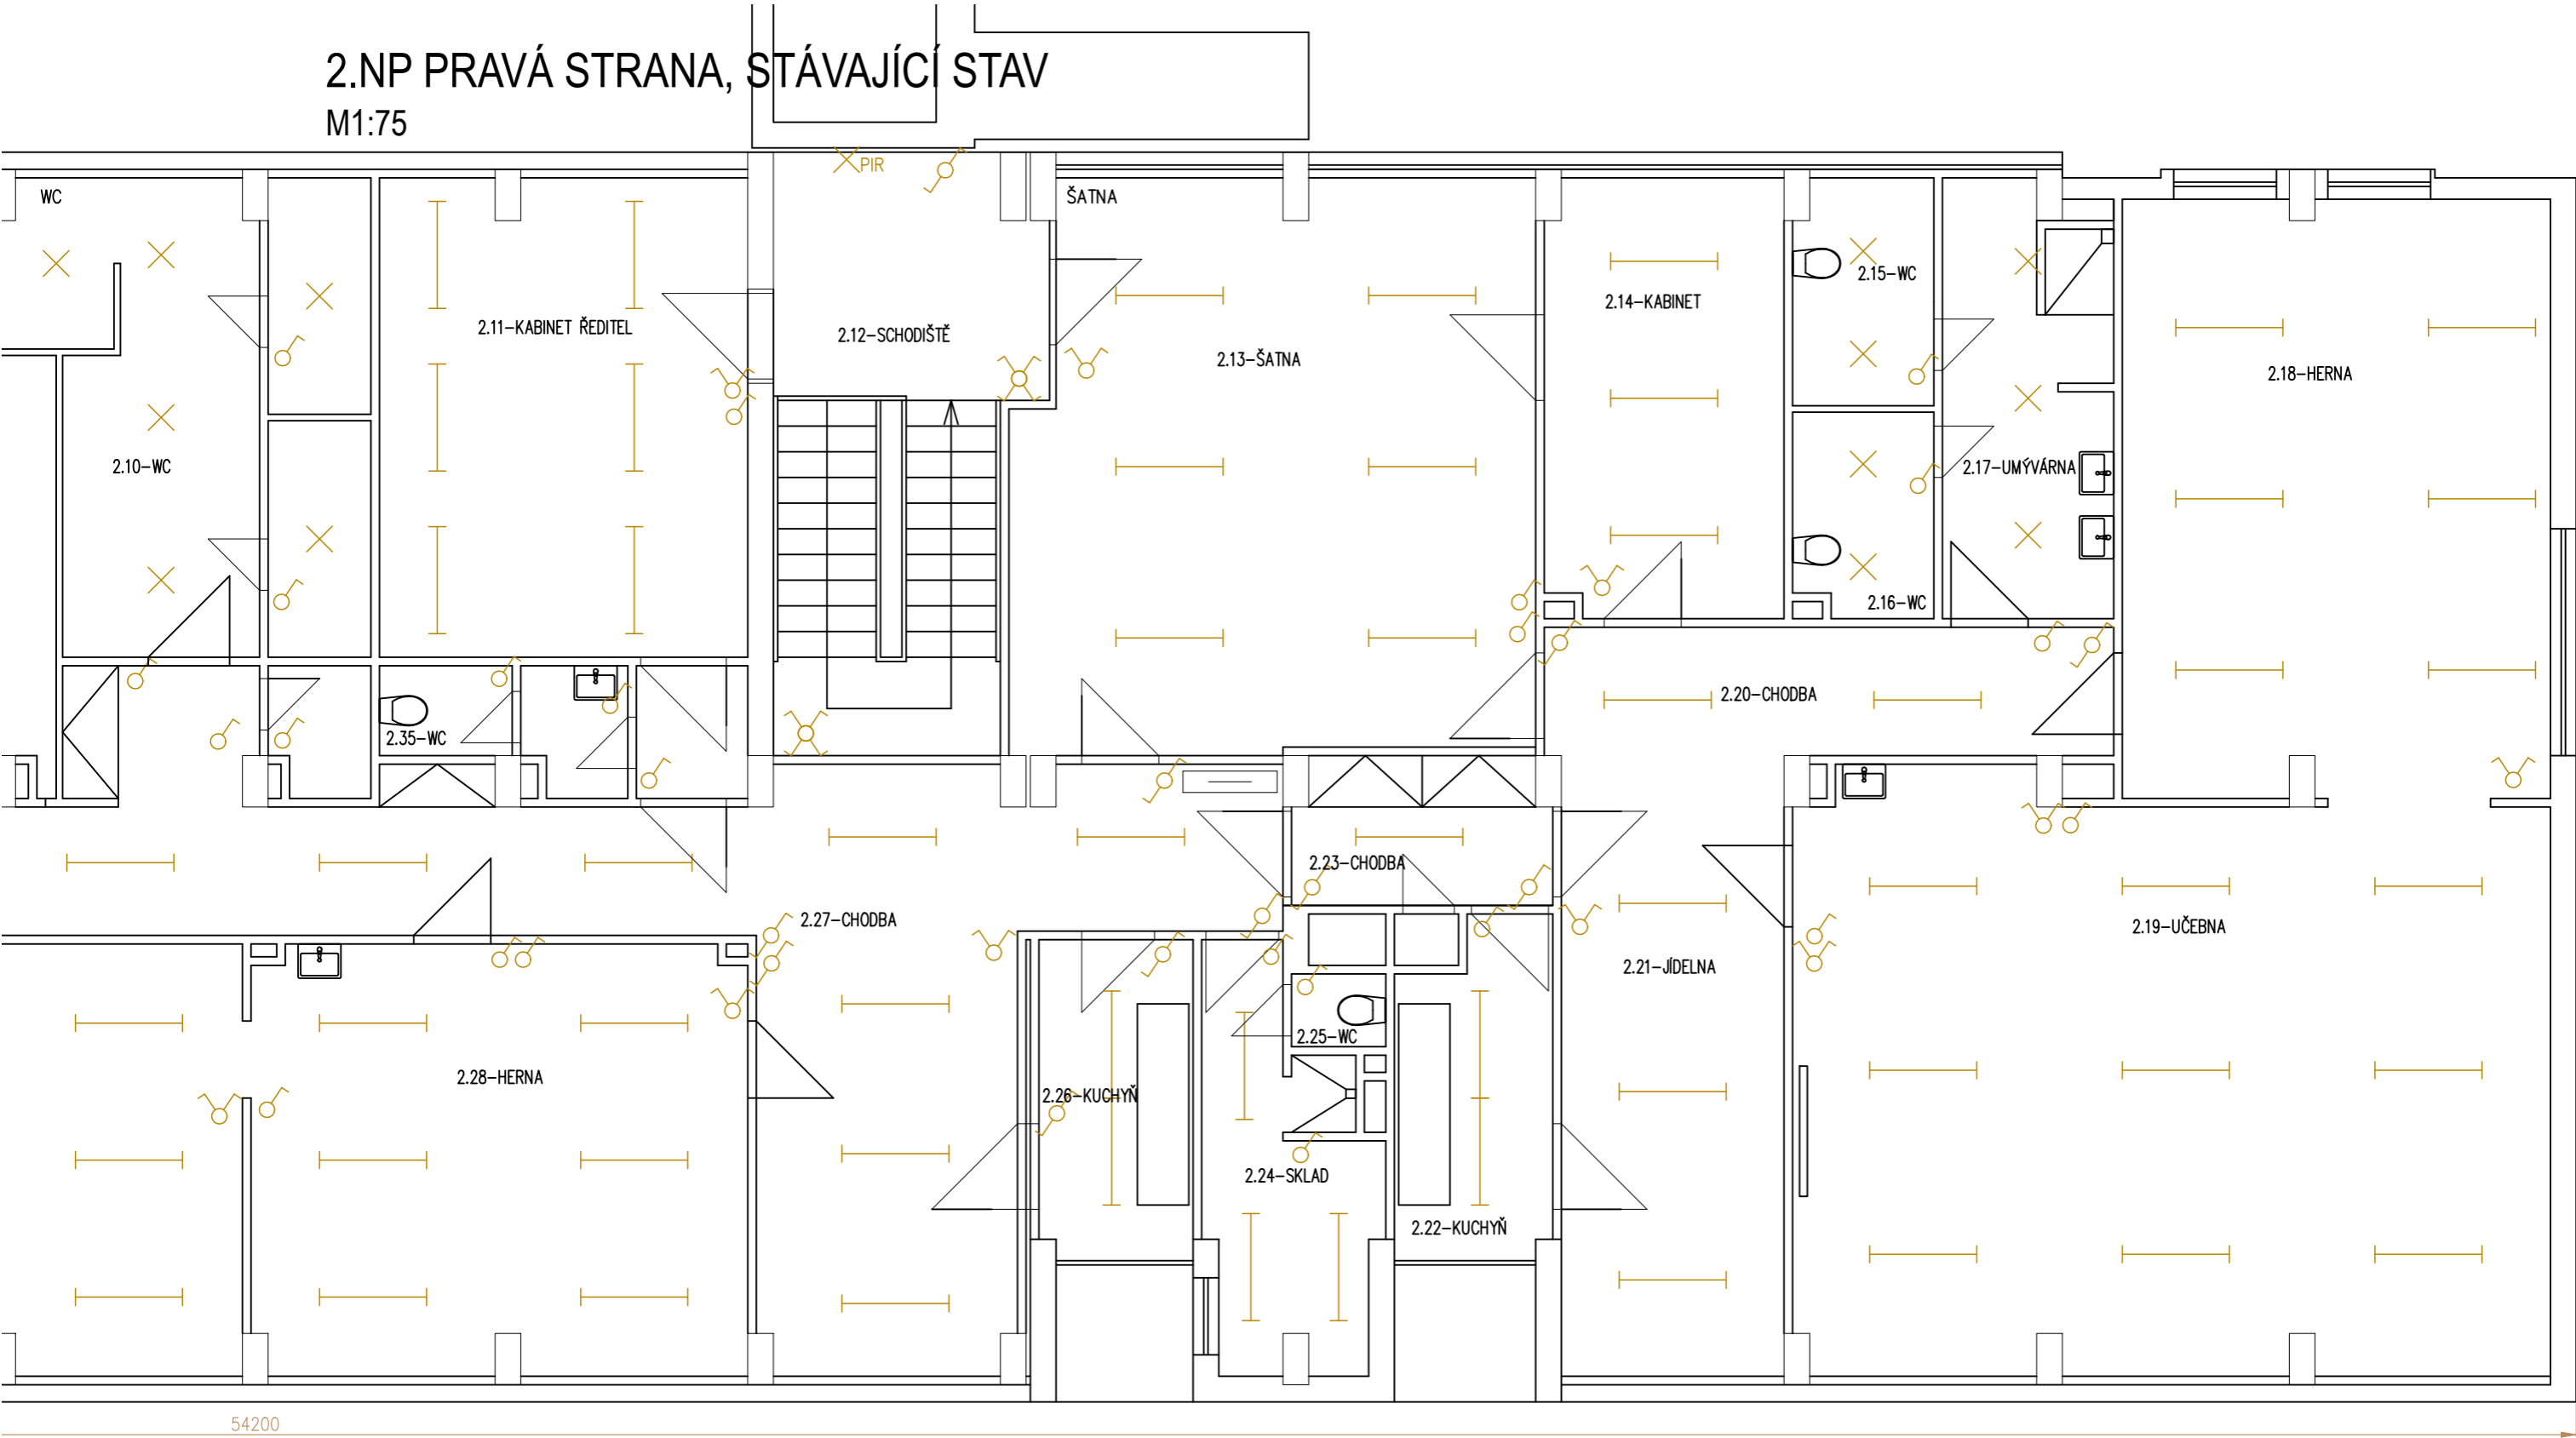 2.NP PRAVÁ STRANA, STÁVAJÍCÍ STAV
M1:75
PIR
WC
ŠATNA
2.15-WC
2.14-KABINET
2.11-KABINET ŘEDITEL
2.12-SCHODIŠTĚ
2.13-ŠATNA
2.18-HERNA
2.10-WC
2.17-UMÝVÁRNA
2.16-WC
2.20-CHODBA
2.35-WC
2.23-CHODBA
2.27-CHODBA
2.19-UČEBNA
2.21-JÍDELNA
2.25-WC
2.28-HERNA
2.26-KUCHYŇ
2.24-SKLAD
2.22-KUCHYŇ
54200